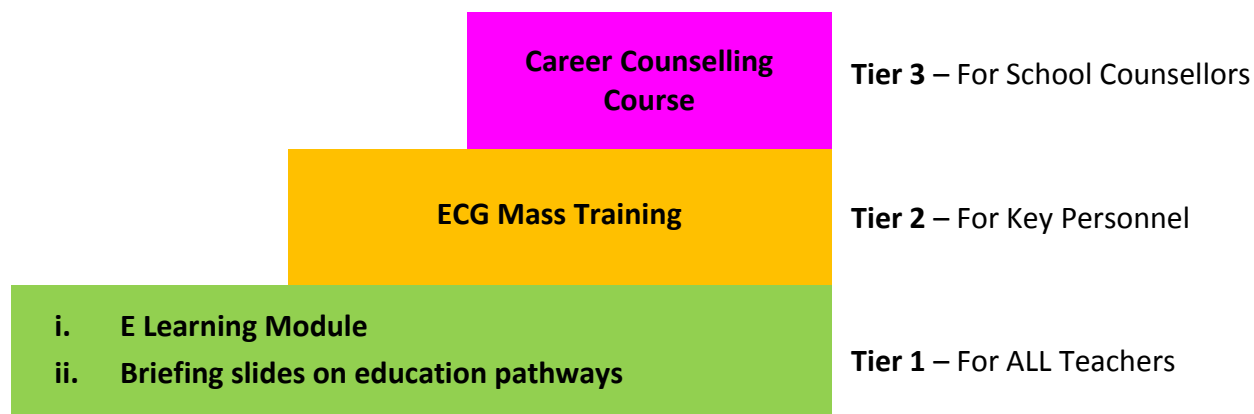 Career Counselling
Course
Tier 3 – For School Counsellors
ECG Mass Training
Tier 2 – For Key Personnel
i. E Learning Module
ii. Briefing slides on education pathways
Tier 1 – For ALL Teachers